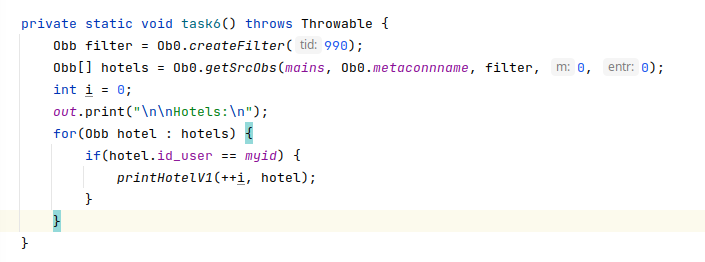 private static void task6() throws Throwable {
    Obb filter = Ob0.createFilter( tid: 990);
    Obb[] hotels = Ob0.getSrcObs(mains, Ob0.metaconnname, filter, m: 0, entr: 0);
    int i = 0;
    out.print("\n\nHotels:\n");
    for(Obb hotel : hotels) {
        if(hotel.id_user == myid) {
            printHotelV1(++i, hotel);
        }
    }
}